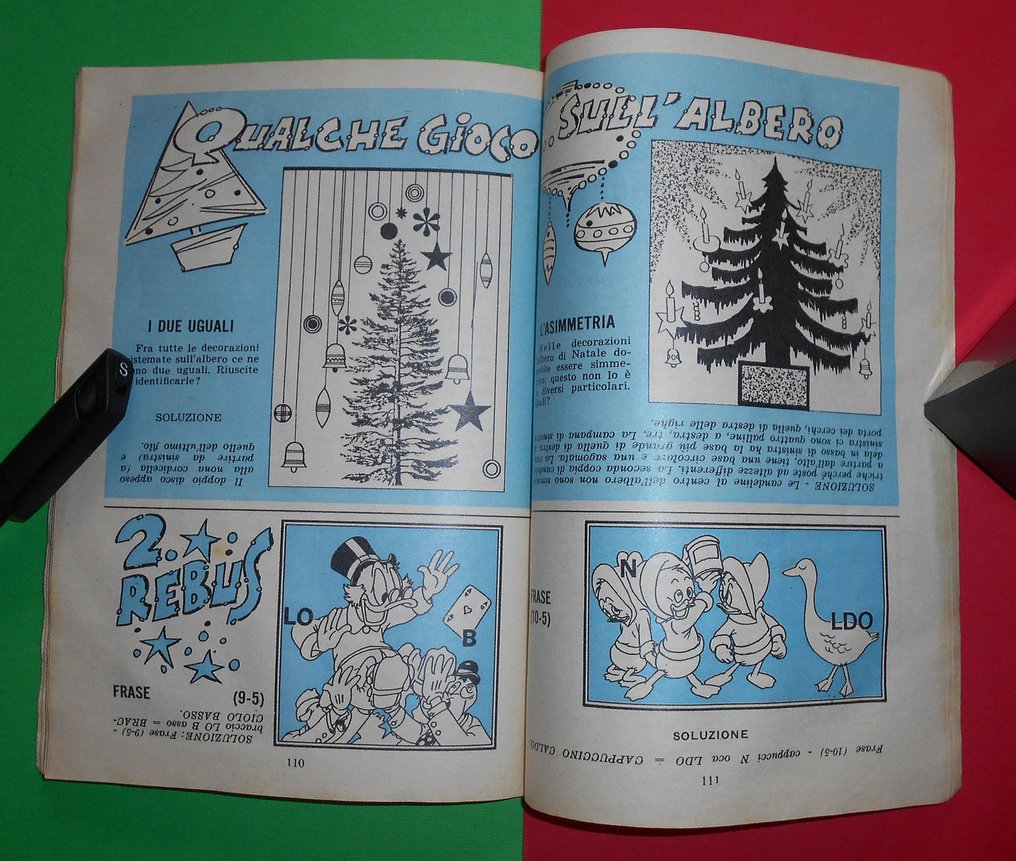 QUALCHE GIOCO SULL'ALBERO
I DUE UGUALI
Fra tutte le decorazioni
sistemate sull'albero ce ne
sono due uguali. Riuscite
identificarle?
SOLUZIONE
Il doppio disco appeso
alla nona cordicella (a
partire da sinistra) e
quello dell'ultimo filo.
L'ASIMMETRIA
Nelle decorazioni
albero di Natale do-
essere simme-
questo non lo è
diversi particolari.
SOLUZIONE - Le candeline al centro dell'albero non sono
triche perché poste ad altezze differenti. La seconda coppia di
a partire dall'alto, tiene una base circolare e una sagomata. La
dela in basso di sinistra ha la base più grande di quella di destra
sinistra ci sono quattro palline, a destra, tre. La campana di
porta dei cerchi, quella di destra delle righe.
2 REBUS
FRASE (9-5)
SOLUZIONE: Frase (9-5) -
braccio LO B asso = BRAC-
CIOLO BASSO.
LO
B
110
FRASE
(10-5)
N
LDO
SOLUZIONE
Frase (10-5) - cappucci N oca LDO = CAPPUCCINO CALDO
111
S